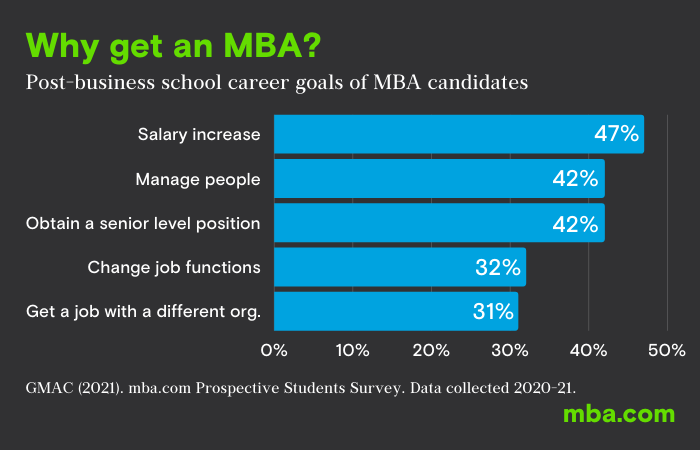 Why get an MBA?
Post-business school career goals of MBA candidates
Salary increase 47%
Manage people 42%
Obtain a senior level position 42%
Change job functions 32%
Get a job with a different org. 31%
0% 10% 20% 30% 40% 50%
GMAC (2021). mba.com Prospective Students Survey. Data collected 2020-21.
mba.com